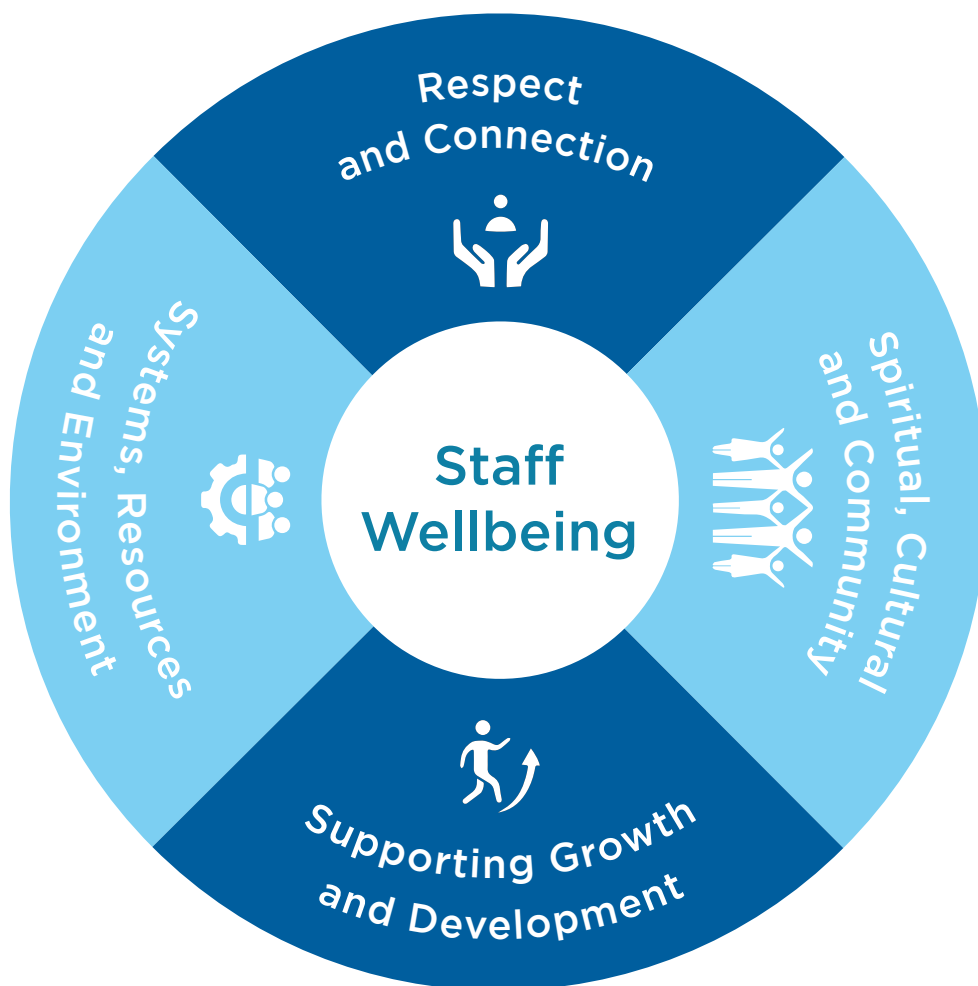 Respect
and Connection
Spiritual, Cultural
and Community
Supporting Growth
and Development
Systems, Resources
and Environment
Staff
Wellbeing